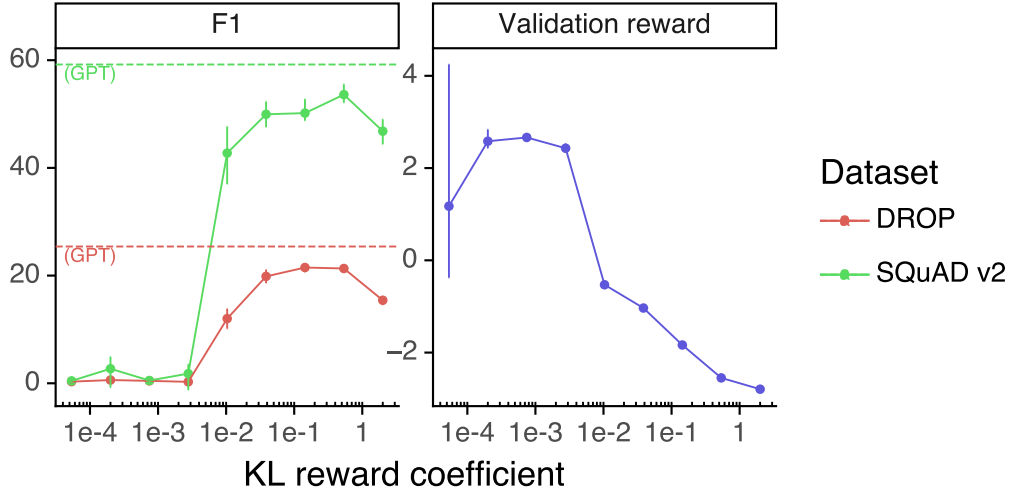 F1
Validation reward
60
40
20
0
(GPT)
(GPT)
4
2
0
−2
1e-4 1e-3 1e-2 1e-1 1
1e-4 1e-3 1e-2 1e-1 1
KL reward coefficient
Dataset
DROP
SQuAD v2